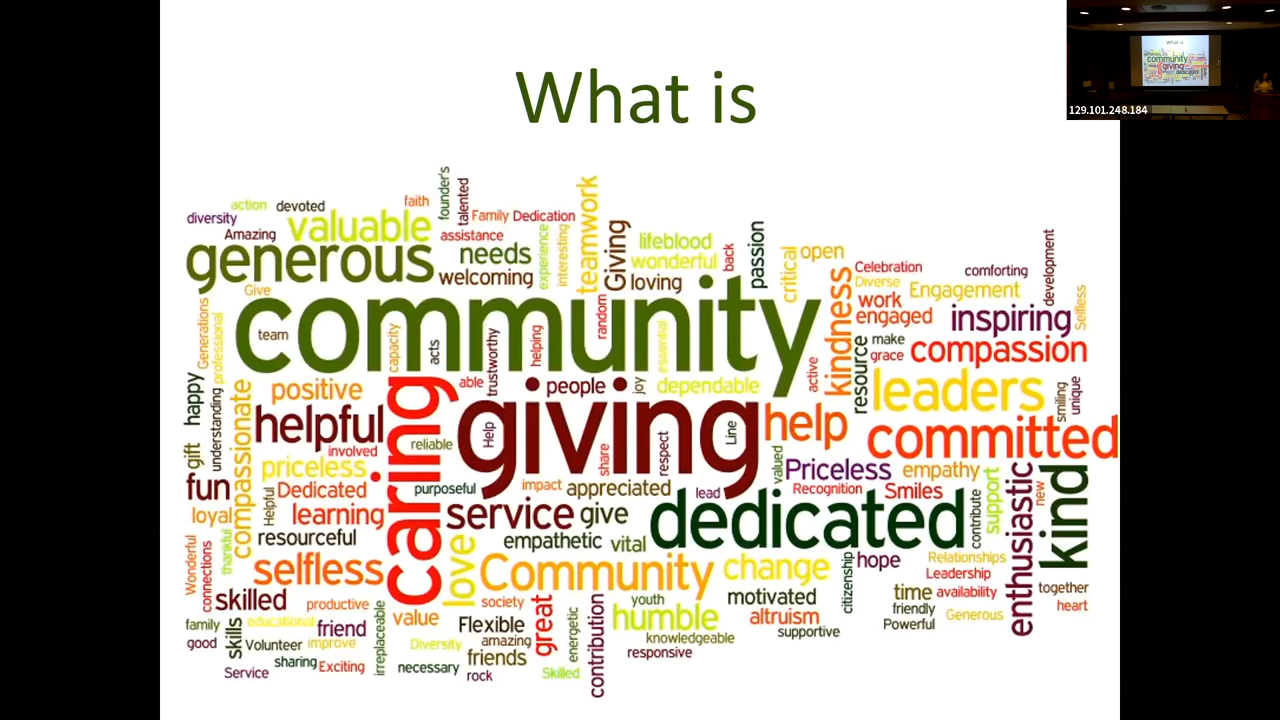 What is
129.101.248.184
founder's
talented
faith
action
devoted
diversity
valuable
Family
Dedication
teamwork
Amazing
assistance
experience
interesting
Giving
lifeblood
back
passion
generous
needs
wonderful
critical
open
welcoming
loving
Celebration
comforting
development
Give
Diverse
Engagement
Selfless
Generations
professional
community
random
kindness
work
engaged
inspiring
team
capacity
acts
trustworthy
helping
essential
resource
make
grace
compassion
happy
understanding
positive
able
people
joy
dependable
active
leaders
smiling
unique
compassionate
helpful
caring
giving
help
committed
gift
involved
reliable
Help
share
respect
Line
valued
priceless
Priceless
empathy
fun
Helpful
Dedicated
purposeful
impact
appreciated
lead
Recognition
Smiles
contribute
support
enthusiastic
new
kind
loyal
learning
service
give
dedicated
resourceful
empathetic
vital
Wonderful
connections
thankful
selfless
love
Community
change
citizenship
hope
Relationships
Leadership
together
skilled
productive
irreplaceable
value
society
great
energetic
contribution
youth
humble
motivated
altruism
time
availability
heart
friendly
Generous
family
skills
educational
friend
Flexible
Powerful
supportive
good
Volunteer
improve
Diversity
amazing
knowledgeable
sharing
Exciting
necessary
friends
responsive
Service
rock
Skilled
What is
community
giving
dedicated